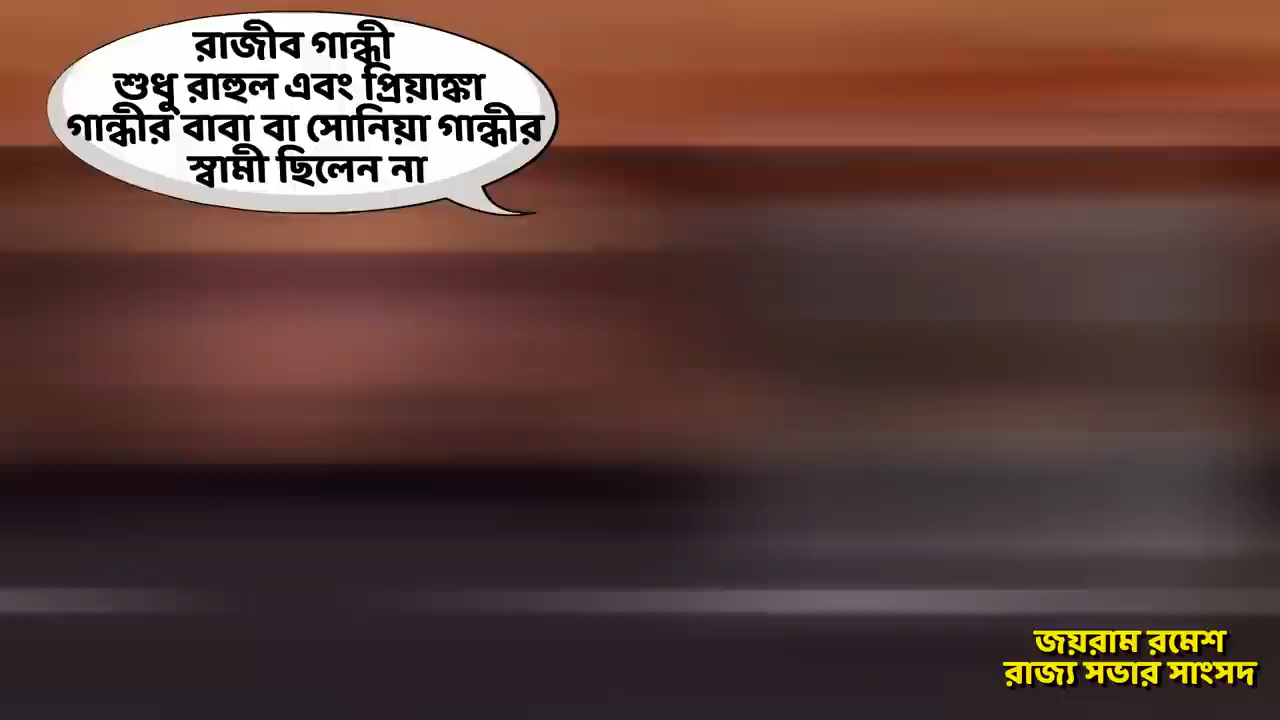 রাজীব গান্ধী
শুধু রাহুল এবং প্রিয়াঙ্কা
গান্ধীর বাবা বা সোনিয়া গান্ধীর
স্বামী ছিলেন না
জয়রাম রমেশ
রাজ্য সভার সাংসদ